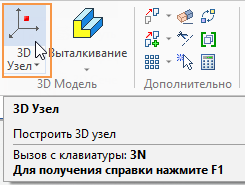 3D
Узел
Выталкивание
3D Модель
Дополнительно
3D Узел
Построить 3D узел
Вызов с клавиатуры: 3N
Для получения справки нажмите F1